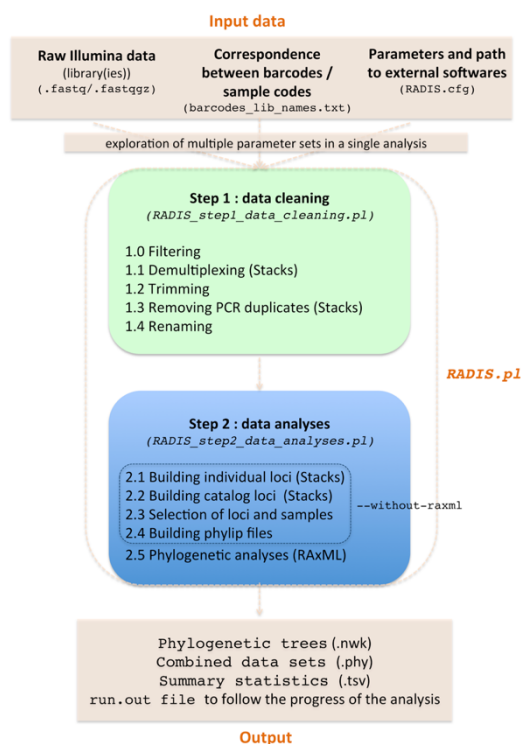 Input data
Raw Illumina data
(library(ies))
(.fastq/.fastqgz)
Correspondence
between barcodes /
sample codes
(barcodes_lib_names.txt)
Parameters and path
to external softwares
(RADIS.cfg)
exploration of multiple parameter sets in a single analysis
Step 1 : data cleaning
(RADIS_step1_data_cleaning.pl)
1.0 Filtering
1.1 Demultiplexing (Stacks)
1.2 Trimming
1.3 Removing PCR duplicates (Stacks)
1.4 Renaming
RADIS.pl
Step 2 : data analyses
(RADIS_step2_data_analyses.pl)
2.1 Building individual loci (Stacks)
2.2 Building catalog loci (Stacks)
2.3 Selection of loci and samples
2.4 Building phylip files
--without-raxml
2.5 Phylogenetic analyses (RAxML)
Phylogenetic trees (.nwk)
Combined data sets (.phy)
Summary statistics (.tsv)
run.out file to follow the progress of the analysis
Output